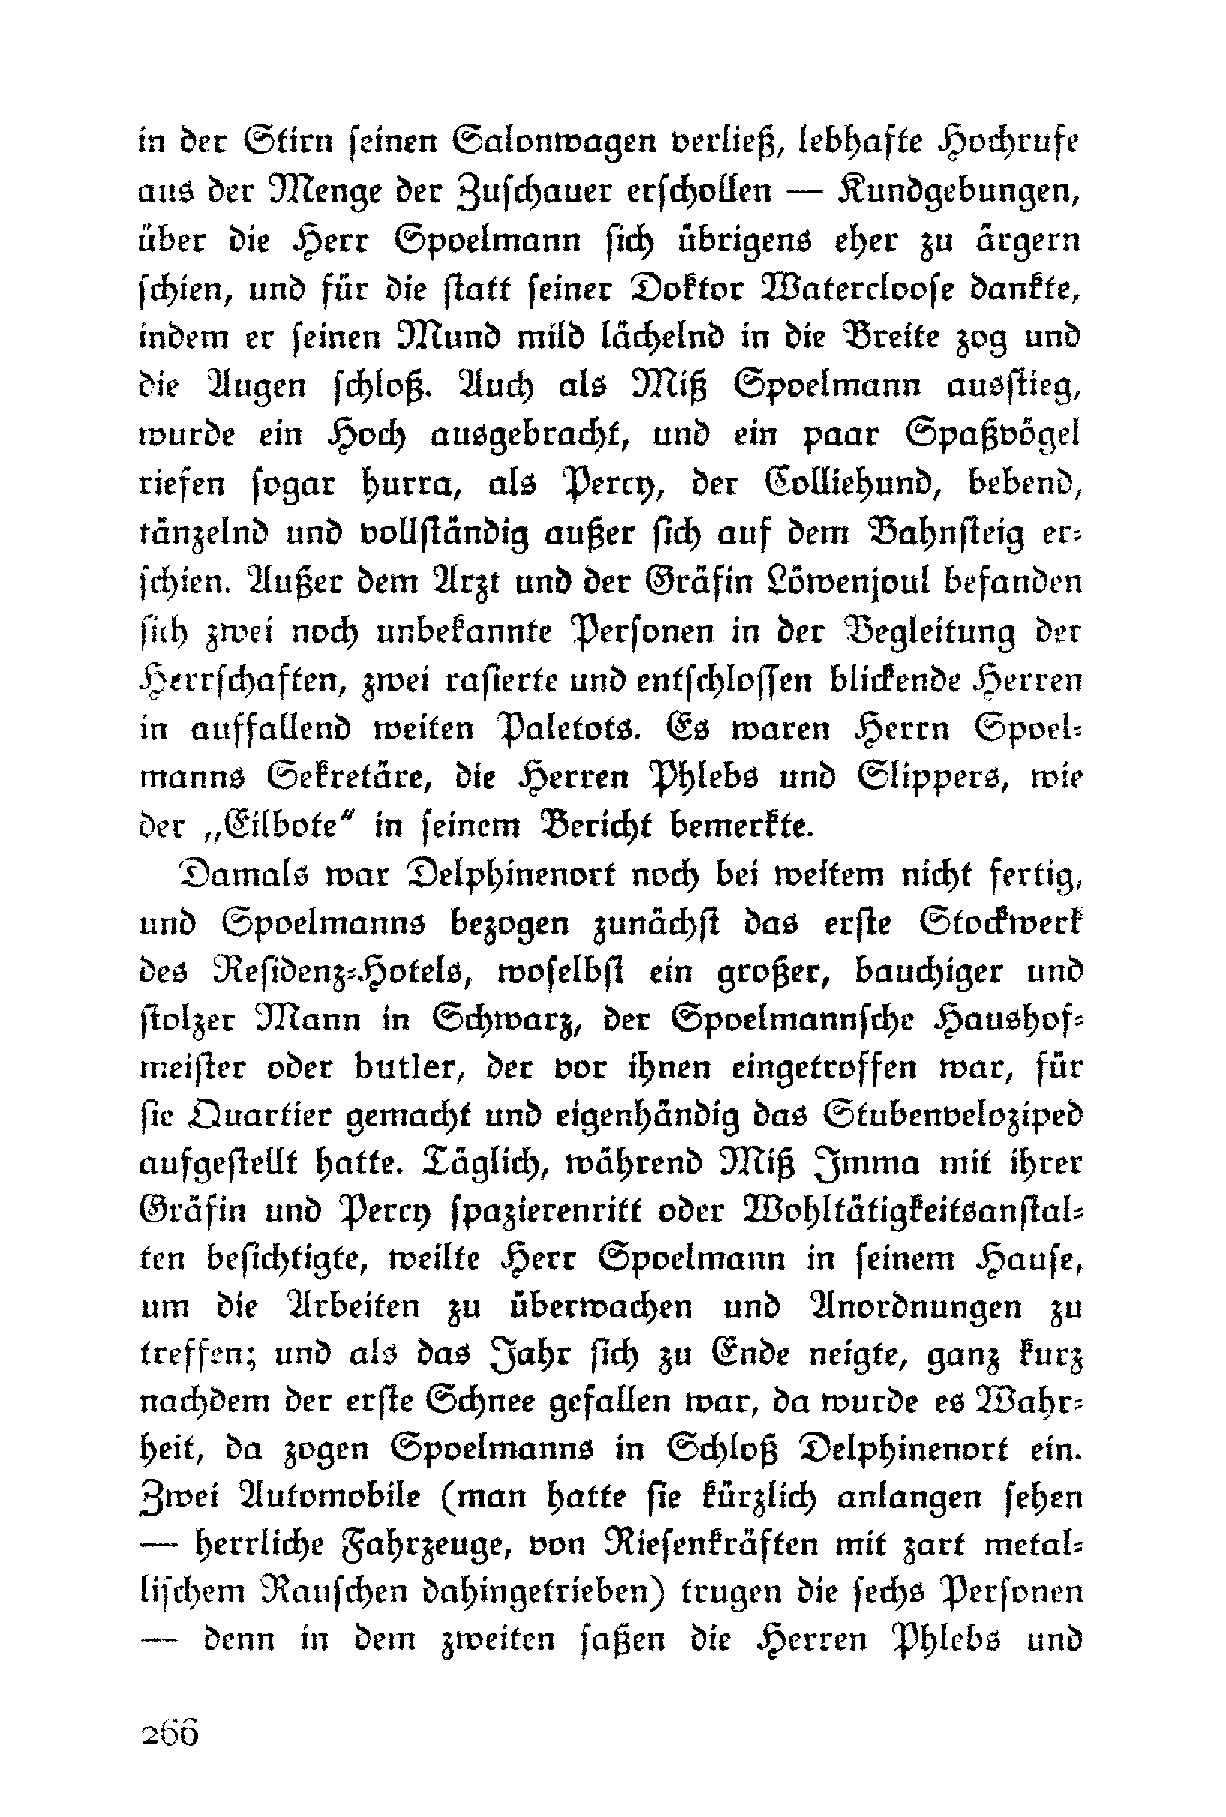 in der Stirn seinen Salonwagen verließ, lebhafte Hochrufe
aus der Menge der Zuschauer erschollen — Kundgebungen,
über die Herr Spoelmann sich übrigens eher zu ärgern
schien, und für die statt seiner Doktor Watercloose dankte,
indem er seinen Mund mild lächelnd in die Breite zog und
die Augen schloß. Auch als Miß Spoelmann ausstieg,
wurde ein Hoch ausgebracht, und ein paar Spaßvögel
riefen sogar hurra, als Percy, der Colliehund, bebend,
tänzelnd und vollständig außer sich auf dem Bahnsteig er-
schien. Außer dem Arzt und der Gräfin Löwenjoul befanden
sich zwei noch unbekannte Personen in der Begleitung der
Herrschaften, zwei rasierte und entschlossen blickende Herren
in auffallend weiten Paletots. Es waren Herrn Spoel-
manns Sekretäre, die Herren Phlebs und Slippers, wie
der „Eilbote“ in seinem Bericht bemerkte.
Damals war Delphinenort noch bei weitem nicht fertig,
und Spoelmanns bezogen zunächst das erste Stockwerk
des Residenz-Hotels, woselbst ein großer, bauchiger und
stolzer Mann in Schwarz, der Spoelmannsche Haushof-
meister oder butler, der vor ihnen eingetroffen war, für
sie Quartier gemacht und eigenhändig das Stubenveloziped
aufgestellt hatte. Täglich, während Miß Imma mit ihrer
Gräfin und Percy spazierenritt oder Wohltätigkeitsanstal-
ten besichtigte, weilte Herr Spoelmann in seinem Hause,
um die Arbeiten zu überwachen und Anordnungen zu
treffen; und als das Jahr sich zu Ende neigte, ganz kurz
nachdem der erste Schnee gefallen war, da wurde es Wahr-
heit, da zogen Spoelmanns in Schloß Delphinenort ein.
Zwei Automobile (man hatte sie kürzlich anlangen sehen
— herrliche Fahrzeuge, von Riesenkräften mit zart metal-
lischem Rauschen dahingetrieben) trugen die sechs Personen
— denn in dem zweiten saßen die Herren Phlebs und
266